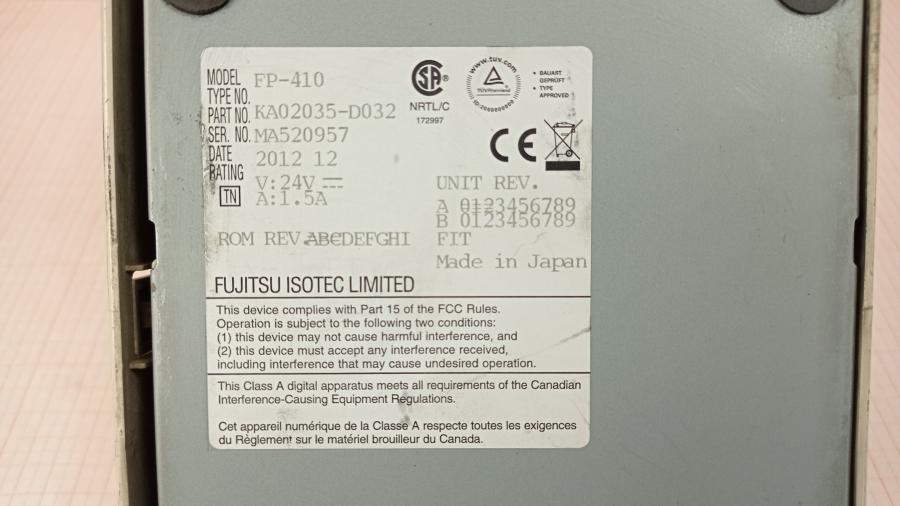 MODEL FP-410
TYPE NO.
PART NO. KA02035-D032
SER. NO. MA520957
DATE 2012 12
RATING V:24V
TN A:1.5A
ROM REV.ABCDEFGHI
SA
NRTL/C
172997
www.tuv.com
TÜVRheinland
• BAUART
GEPRÜFT
• TYPE
APPROVED
CE
UNIT REV.
A 0123456789
B 0123456789
FIT
Made in Japan
FUJITSU ISOTEC LIMITED
This device complies with Part 15 of the FCC Rules.
Operation is subject to the following two conditions:
(1) this device may not cause harmful interference, and
(2) this device must accept any interference received,
including interference that may cause undesired operation.
This Class A digital apparatus meets all requirements of the Canadian
Interference-Causing Equipment Regulations.
Cet appareil numérique de la Classe A respecte toutes les exigences
du Règlement sur le matériel brouilleur du Canada.